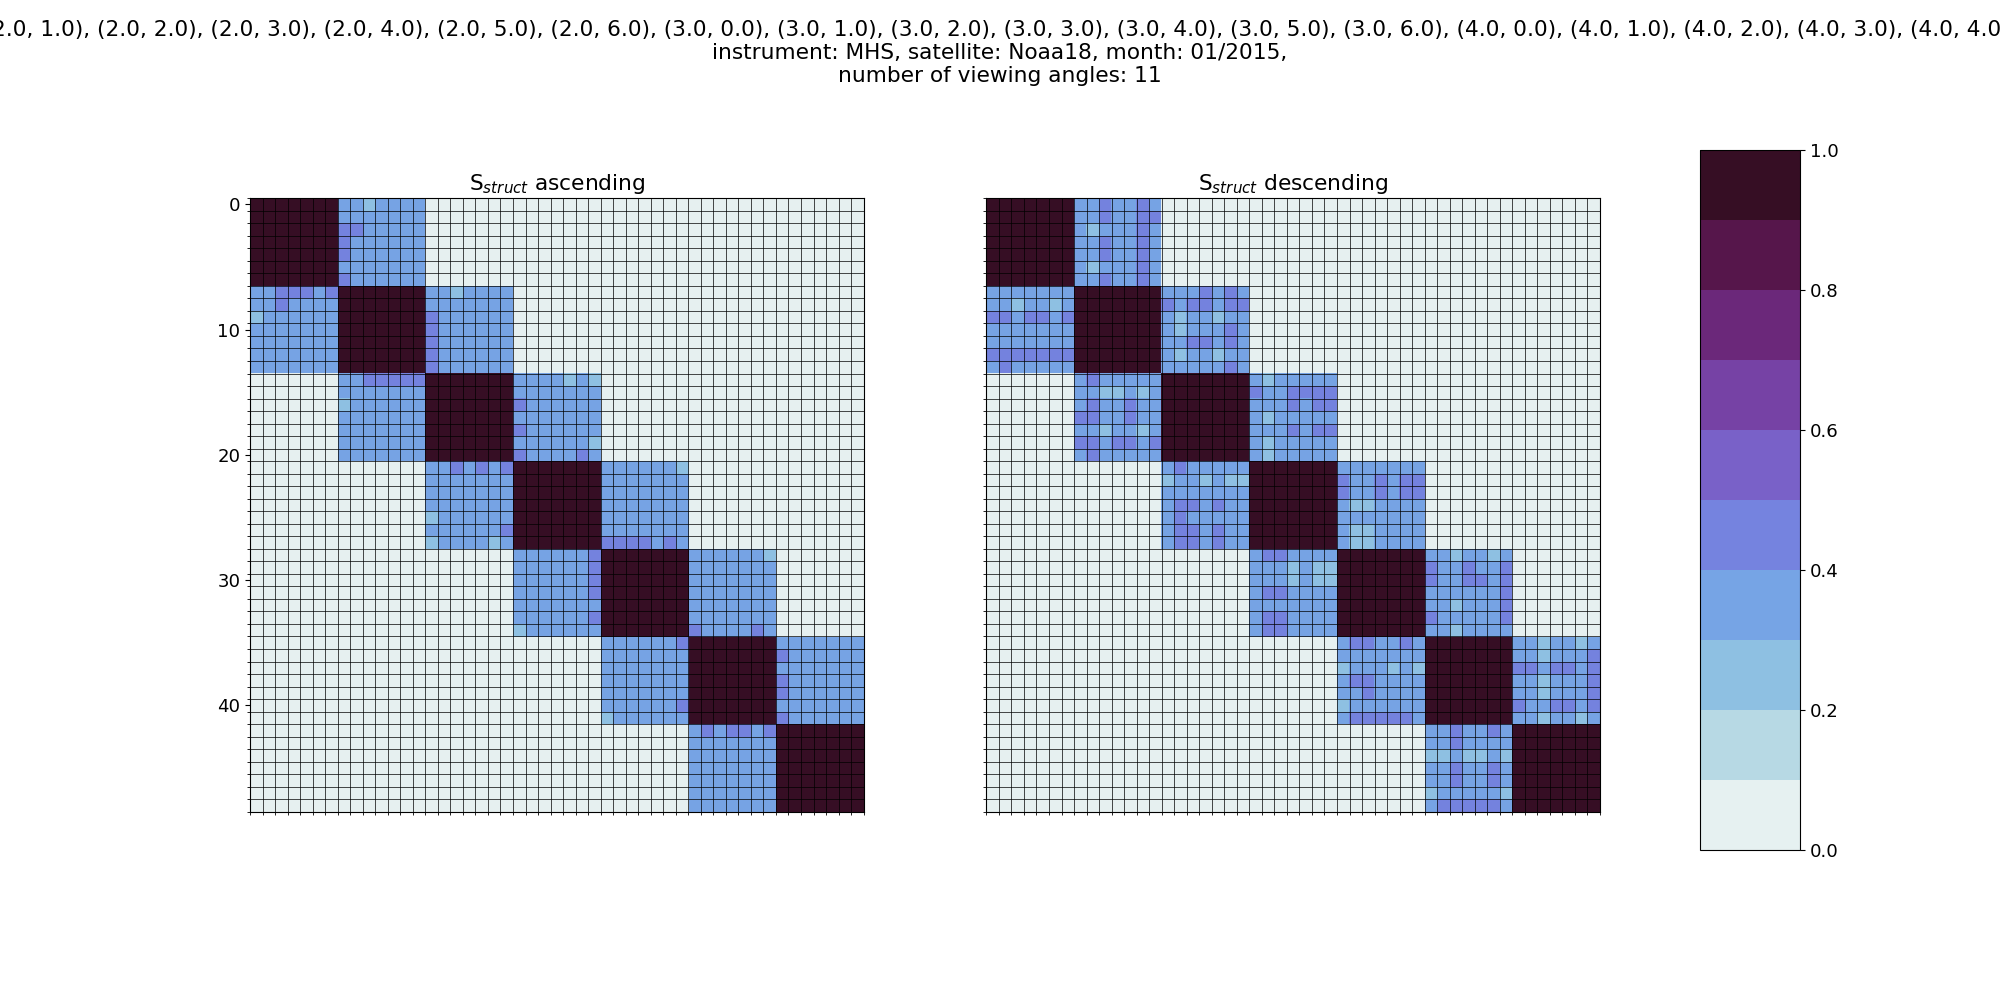 2.0, 1.0), (2.0, 2.0), (2.0, 3.0), (2.0, 4.0), (2.0, 5.0), (2.0, 6.0), (3.0, 0.0), (3.0, 1.0), (3.0, 2.0), (3.0, 3.0), (3.0, 4.0), (3.0, 5.0), (3.0, 6.0), (4.0, 0.0), (4.0, 1.0), (4.0, 2.0), (4.0, 3.0), (4.0, 4.0
instrument: MHS, satellite: Noaa18, month: 01/2015,
number of viewing angles: 11
S_struct ascending
0
10
20
30
40
S_struct descending
1.0
0.8
0.6
0.4
0.2
0.0